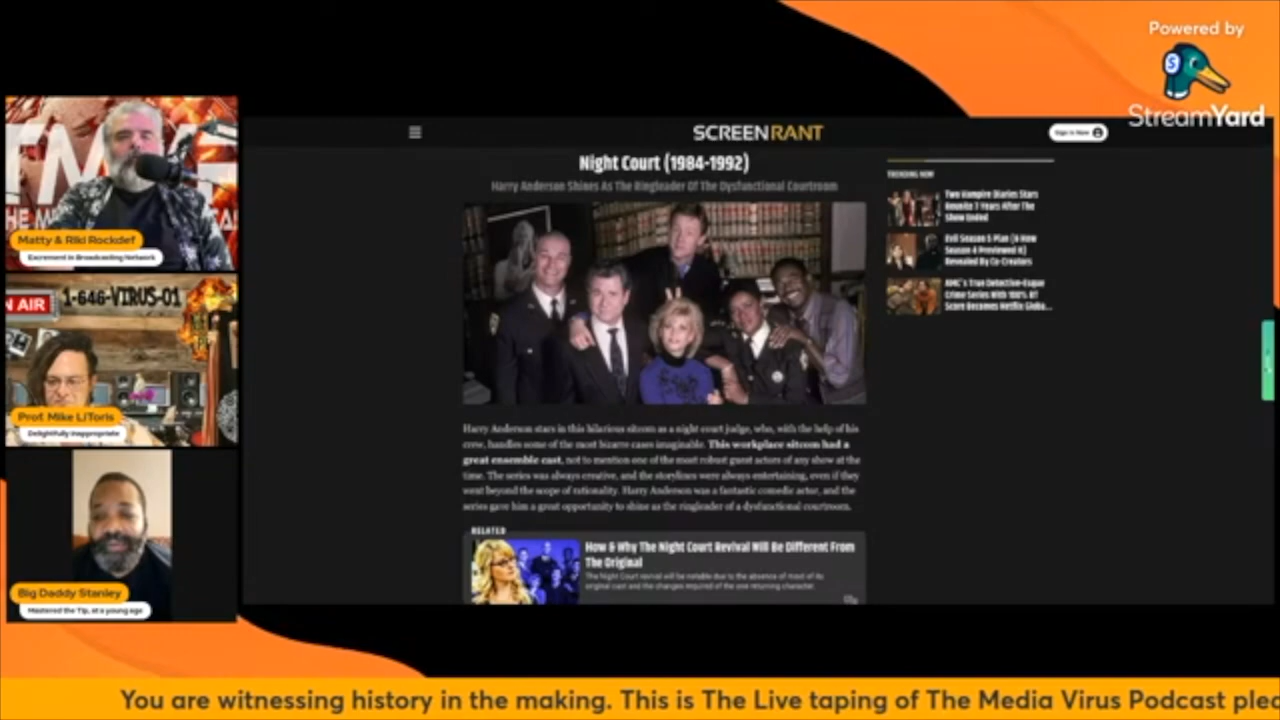 Powered by
StreamYard
SCREENRANT
Sign In Now
Night Court (1984-1992)
Harry Anderson Shines As The Ringleader Of The Dysfunctional Courtroom
TRENDING NOW
Two Vampire Diaries Stars
Reunite 7 Years After The
Show Ended
Evil Season 5 Plan (& How
Season 4 Previewed It)
Revealed By Co-Creators
AMC's True Detective-Esque
Crime Series With 100% RT
Score Becomes Netflix Globa...
Harry Anderson stars in this hilarious sitcom as a night court judge, who, with the help of his
crew, handles some of the most bizarre cases imaginable. This workplace sitcom had a
great ensemble cast, not to mention one of the most robust guest actors of any show at the
time. The series was always creative, and the storylines were always entertaining, even if they
went beyond the scope of rationality. Harry Anderson was a fantastic comedic actor, and the
series gave him a great opportunity to shine as the ringleader of a dysfunctional courtroom.
RELATED
How & Why The Night Court Revival Will Be Different From
The Original
The Night Court revival will be notable due to the absence of most of its
original cast and the changes required of the one returning character.
Matty & Riki Rockdef
Excrement in Broadcasting Network
N AIR
1-646-VIRUS-01
Prof. Mike LiToris
Delightfully Inappropriate
Big Daddy Stanley
Mastered the Tip, at a young age
You are witnessing history in the making. This is The Live taping of The Media Virus Podcast plea